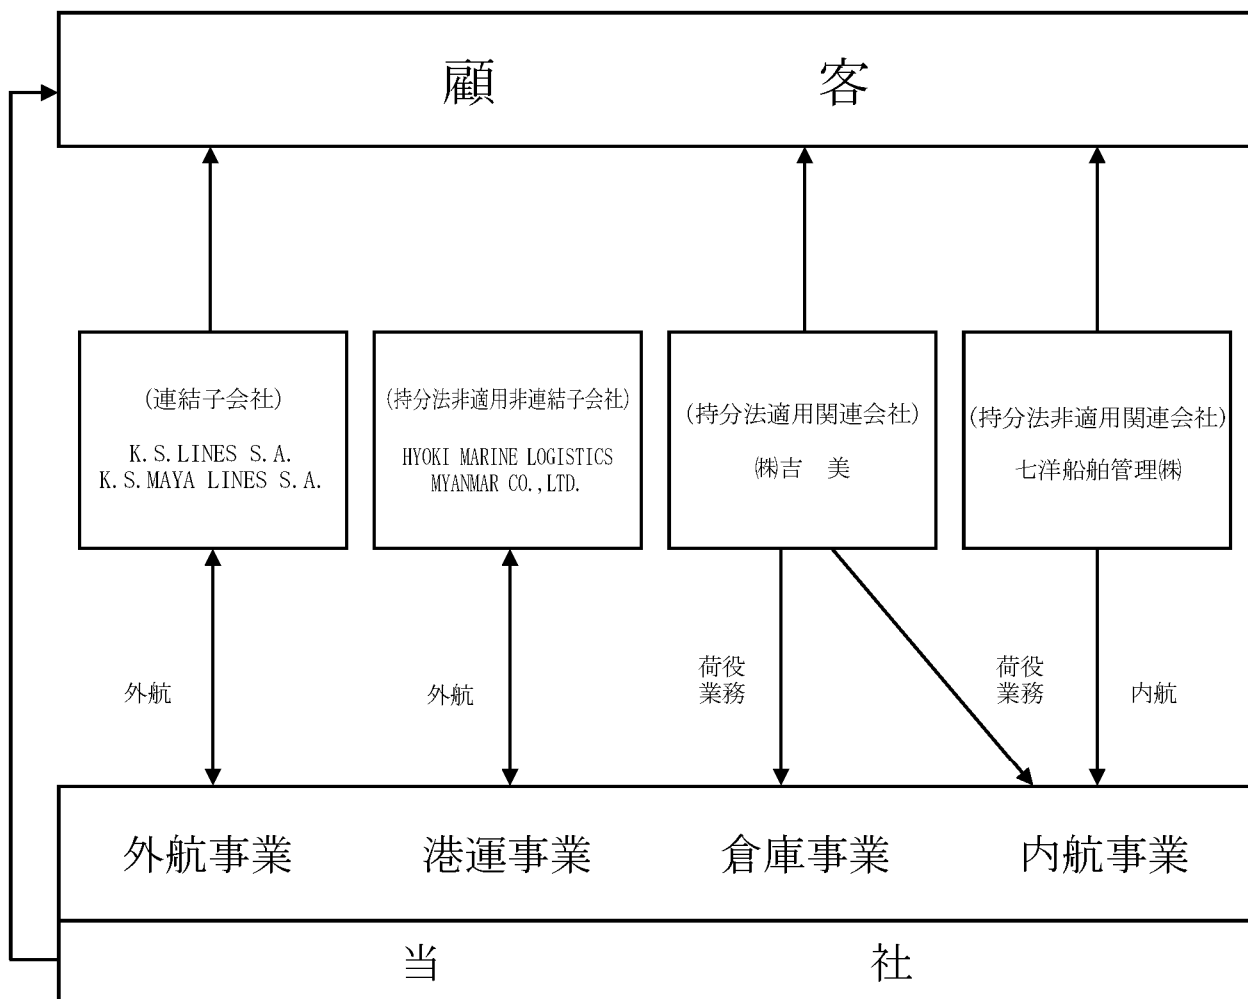 顧　客
(連結子会社)
K.S.LINES S.A.
K.S.MAYA LINES S.A.
(持分法非適用非連結子会社)
HYOKI MARINE LOGISTICS
MYANMAR CO.,LTD.
(持分法適用関連会社)
㈱吉　美
(持分法非適用関連会社)
七洋船舶管理㈱
外航
外航
荷役
業務
荷役
業務
内航
外航事業
港運事業
倉庫事業
内航事業
当　社